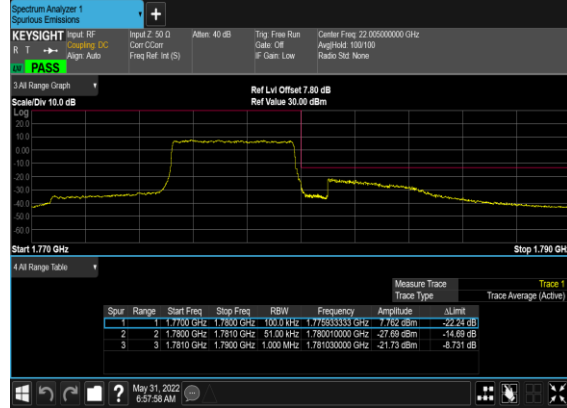 Spectrum Analyzer 1
Spurious Emissions
KEYSIGHT Input: RF Input Z: 50 Ω Atten: 40 dB Trig: Free Run Center Freq: 22.005000000 GHz
R T Coupling: DC Corr CCorr Gate: Off Avg|Hold: 100/100
Align: Auto Freq Ref: Int (S) IF Gain: Low Radio Std: None
LW PASS
3 All Range Graph
Ref Lvl Offset 7.80 dB
Scale/Div 10.0 dB Ref Value 30.00 dBm
Log
20.0
10.0
0.00
-10.0
-20.0
-30.0
-40.0
-50.0
-60.0
Start 1.770 GHz Stop 1.790 GHz
4 All Range Table
Measure Trace Trace 1
Trace Type Trace Average (Active)
Spur Range Start Freq Stop Freq RBW Frequency Amplitude ΔLimit
1 1 1.7700 GHz 1.7800 GHz 100.0 kHz 1.775933333 GHz 7.762 dBm -22.24 dB
2 2 1.7800 GHz 1.7810 GHz 51.00 kHz 1.780010000 GHz -27.69 dBm -14.69 dB
3 3 1.7810 GHz 1.7900 GHz 1.000 MHz 1.781030000 GHz -21.73 dBm -8.731 dB
? May 31, 2022
6:57:58 AM